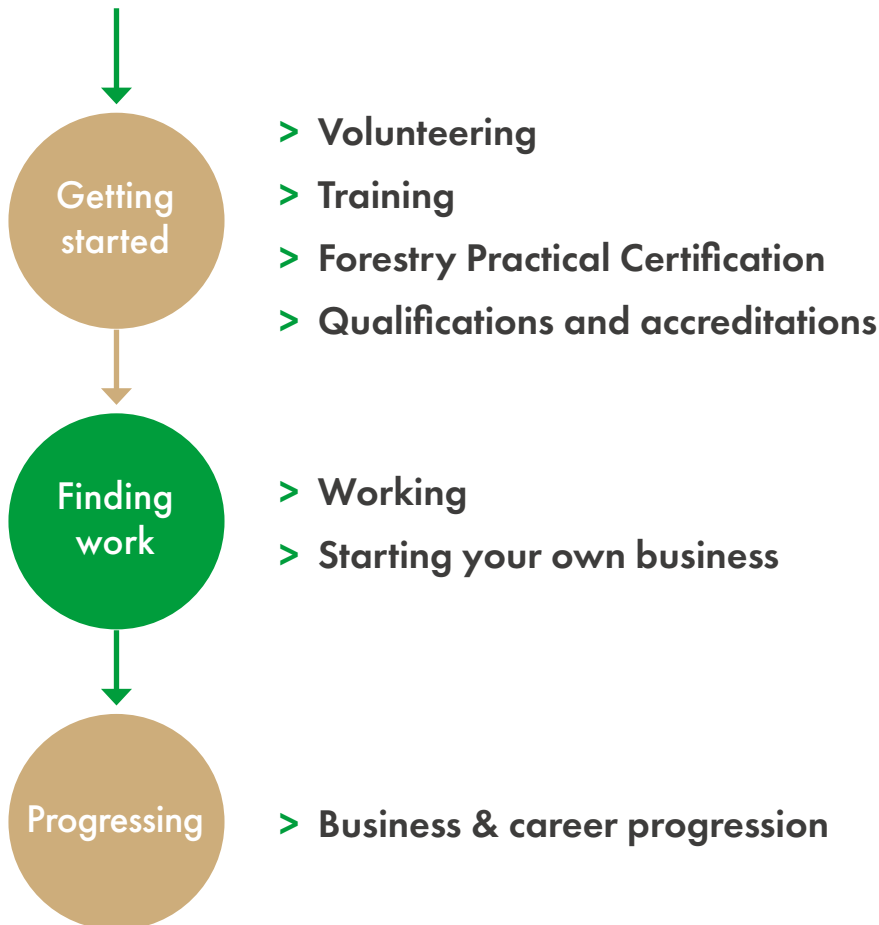 Getting
started
> Volunteering
> Training
> Forestry Practical Certification
> Qualifications and accreditations
Finding
work
> Working
> Starting your own business
Progressing
> Business & career progression